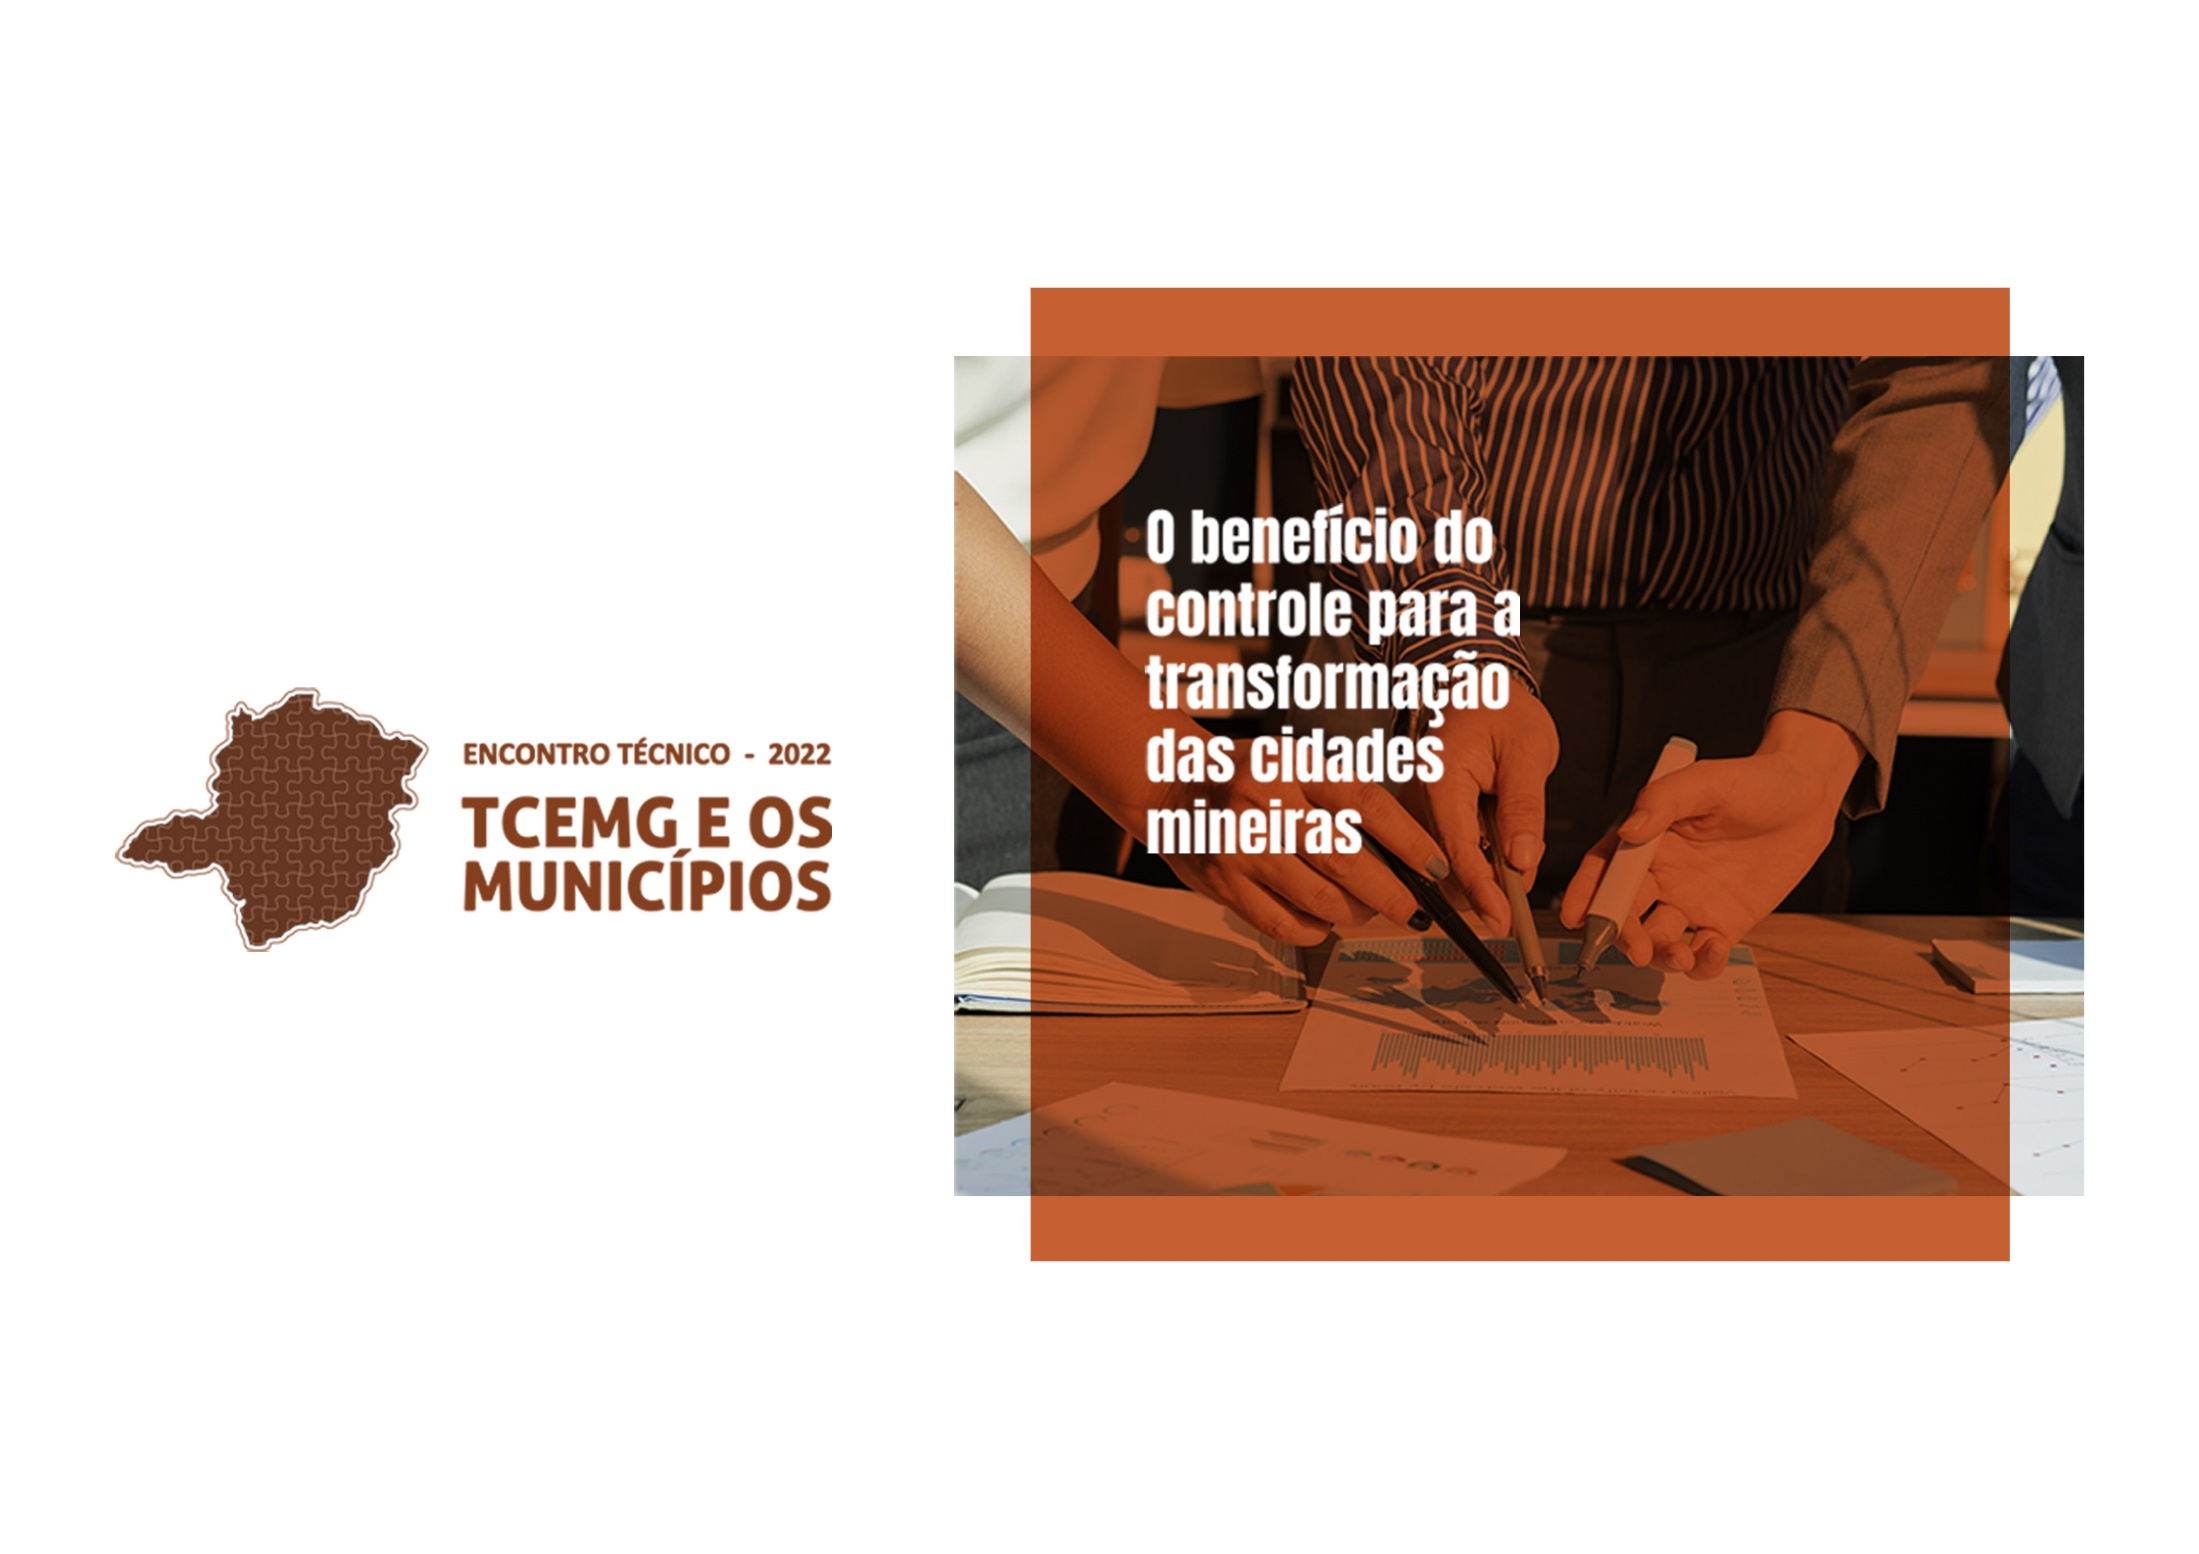 ENCONTRO TÉCNICO - 2022
TCEMG E OS
MUNICÍPIOS
O benefício do
controle para a
transformação
das cidades
mineiras